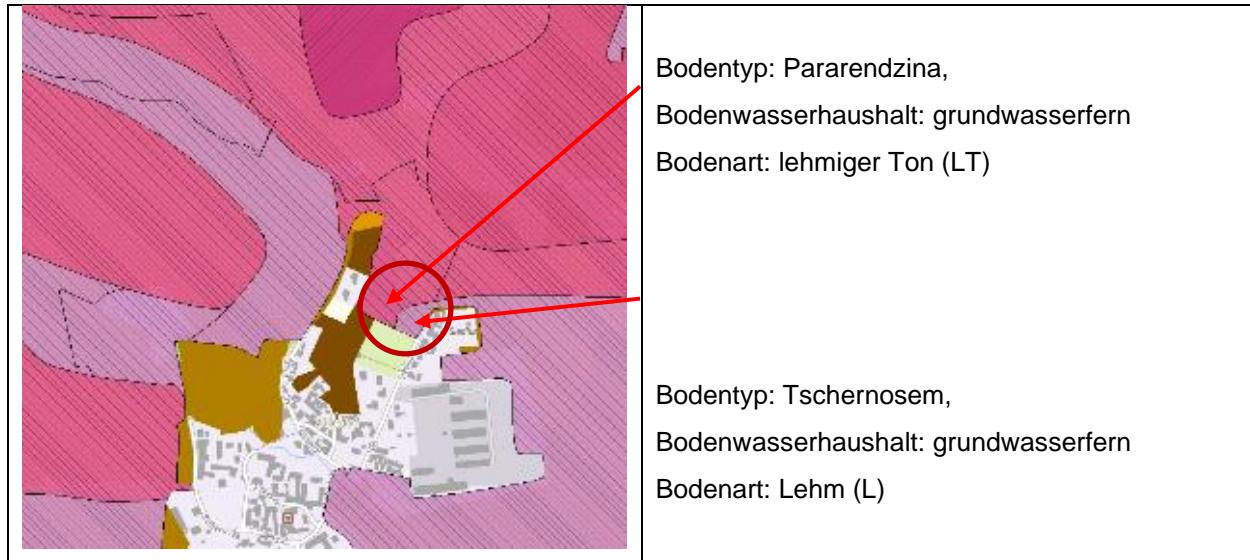 Bodentyp: Pararendzina,
Bodenwasserhaushalt: grundwasserfern
Bodenart: lehmiger Ton (LT)
Bodentyp: Tschernosem,
Bodenwasserhaushalt: grundwasserfern
Bodenart: Lehm (L)